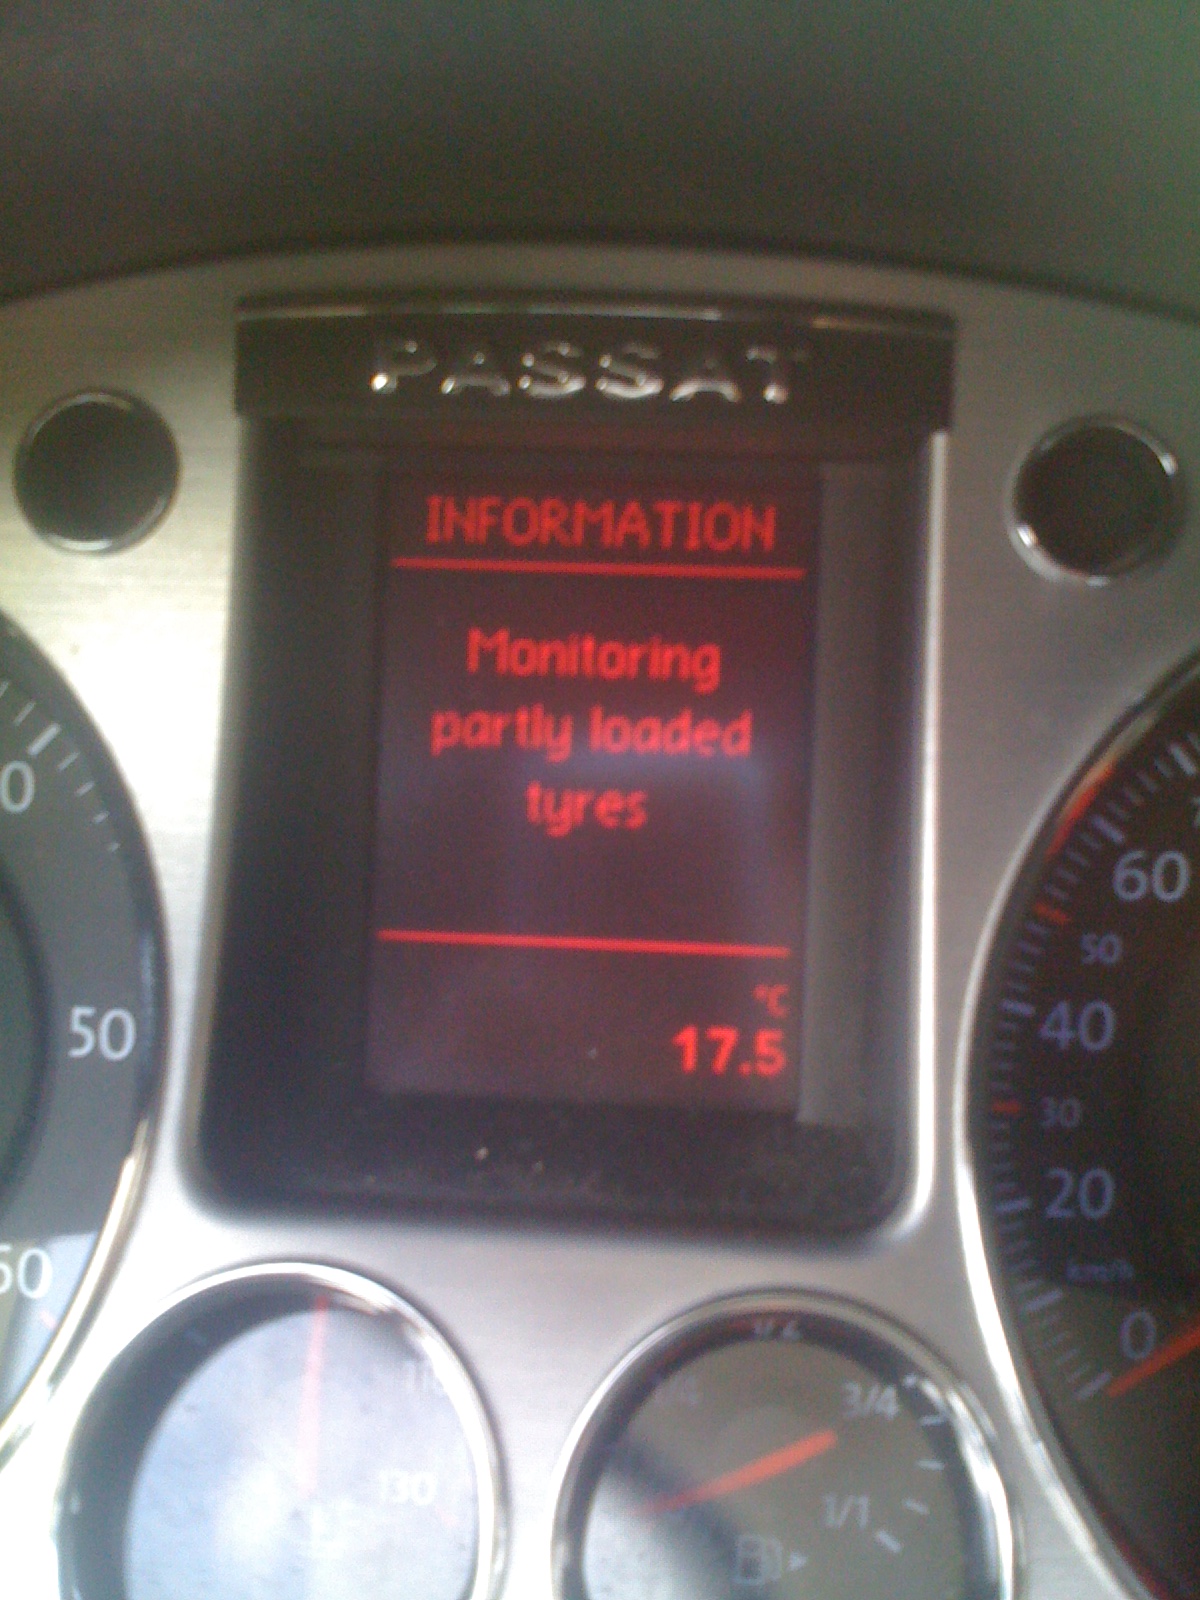 PASSAT
INFORMATION
Monitoring
partly loaded
tyres
°C
17.5
50
60
50
40
30
20
km/h
0
3/4
130
1/1